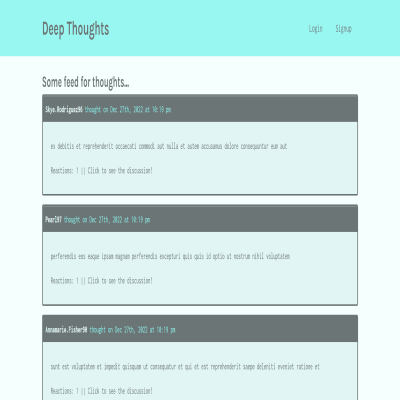 Deep Thoughts
Login Signup
Some feed for thoughts...
Skye.Rodriguez96 thought on Dec 27th, 2022 at 10:19 pm
ex debitis et reprehenderit occaecati commodi aut nulla et autem accusamus dolore consequuntur eum aut
Reactions: 1 || Click to see the discussion!
Pearl97 thought on Dec 27th, 2022 at 10:19 pm
perferendis eos eaque ipsam magnam perferendis excepturi quis quis id optio ut nostrum nihil voluptatem
Reactions: 1 || Click to see the discussion!
Annamarie.Fisher90 thought on Dec 27th, 2022 at 10:19 pm
sunt est voluptatem et impedit quisquam ut consequatur et qui et est reprehenderit saepe deleniti eveniet ratione et
Reactions: 1 || Click to see the discussion!